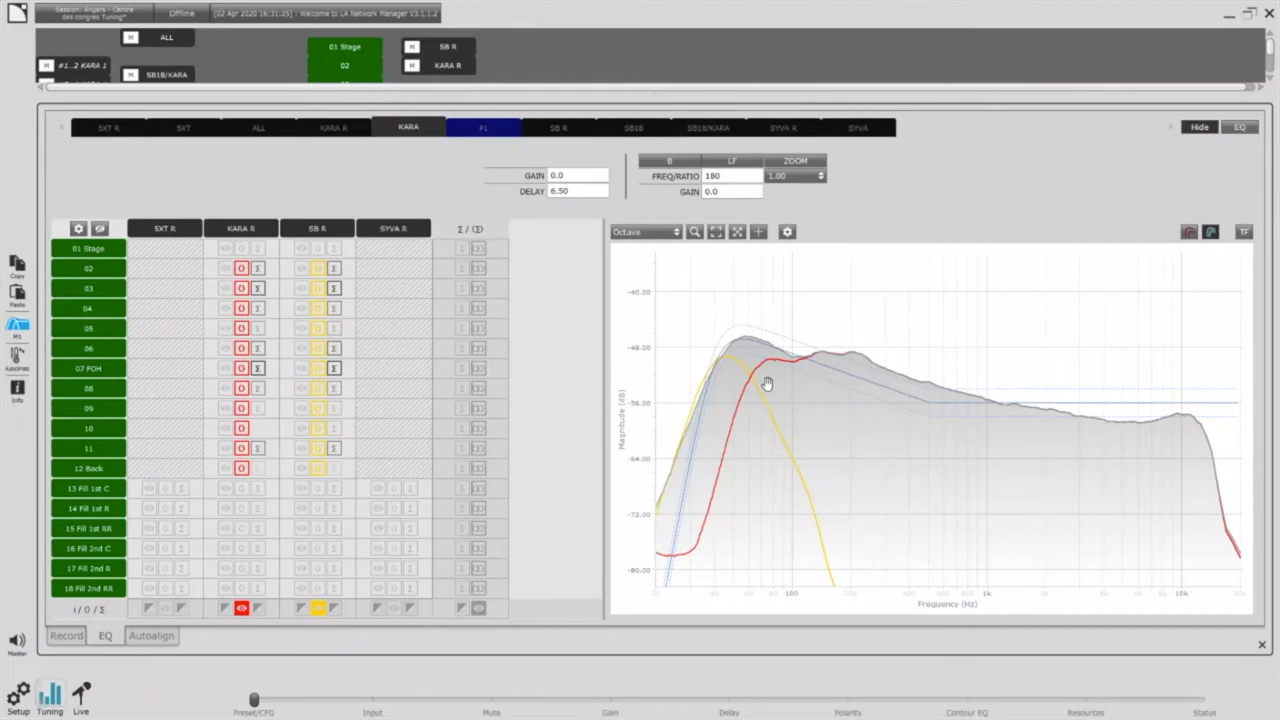 Session: Angers - Centre
des congres Tuning*
Offline
[02 Apr 2020 16:31:25] : Welcome to LA Network Manager V3.1.1.2
M ALL
01 Stage
M SB R
M #1..2 KARA 1
02
M KARA R
M SB18/KARA
SXT R SXT ALL KARA R KARA P1 SB R SB18 SB18/KARA SYVA R SYVA
Hide EQ
GAIN 0.0
DELAY 6.50
B LF ZOOM
FREQ/RATIO 180 1.00
GAIN 0.0
SXT R KARA R SB R SYVA R Σ / (Σ)
Octave
TF
01 Stage
02
03
04
05
06
07 FOH
08
09
10
11
12 Back
13 Fill 1st C
14 Fill 1st R
15 Fill 1st RR
16 Fill 2nd C
17 Fill 2nd R
18 Fill 2nd RR
i / O / Σ
Magnitude (dB)
-40.00
-48.00
-56.00
-64.00
-72.00
-80.00
100 1k 10k
Frequency (Hz)
Record EQ Autoalign
Copy
Paste
M1
Info
Master
Setup Tuning Live
Preset/CFG Input Mute Gain Delay Polarity Contour EQ Resources Status